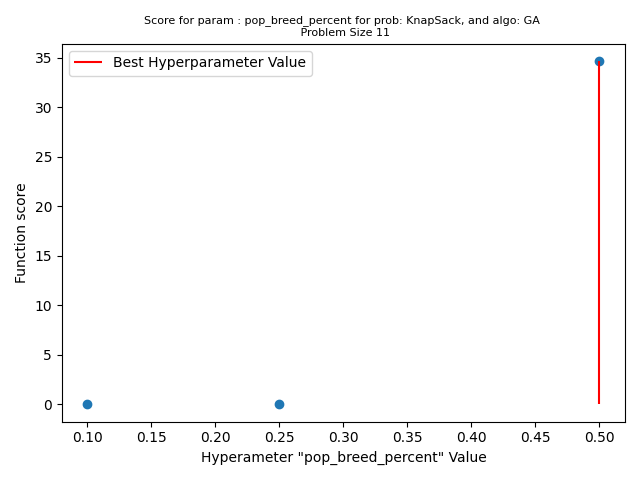 Score for param : pop_breed_percent for prob: KnapSack, and algo: GA
Problem Size 11
Best Hyperparameter Value
Function score
35
30
25
20
15
10
5
0
0.10 0.15 0.20 0.25 0.30 0.35 0.40 0.45 0.50
Hyperameter "pop_breed_percent" Value